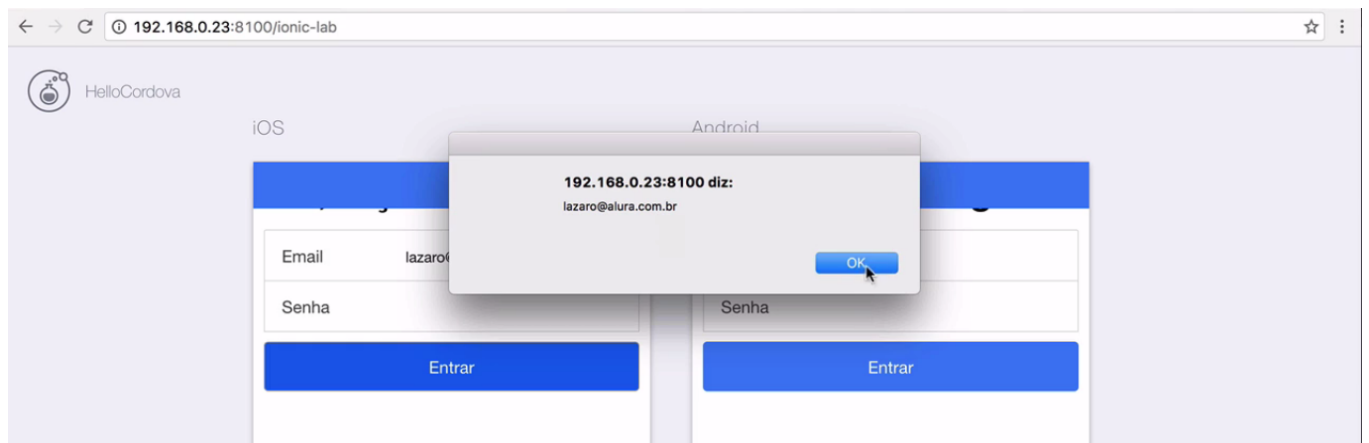 192.168.0.23:8100/ionic-lab
HelloCordova
iOS
Android
192.168.0.23:8100 diz:
lazaro@alura.com.br
OK
Email
lazaro@
Senha
Senha
Entrar
Entrar